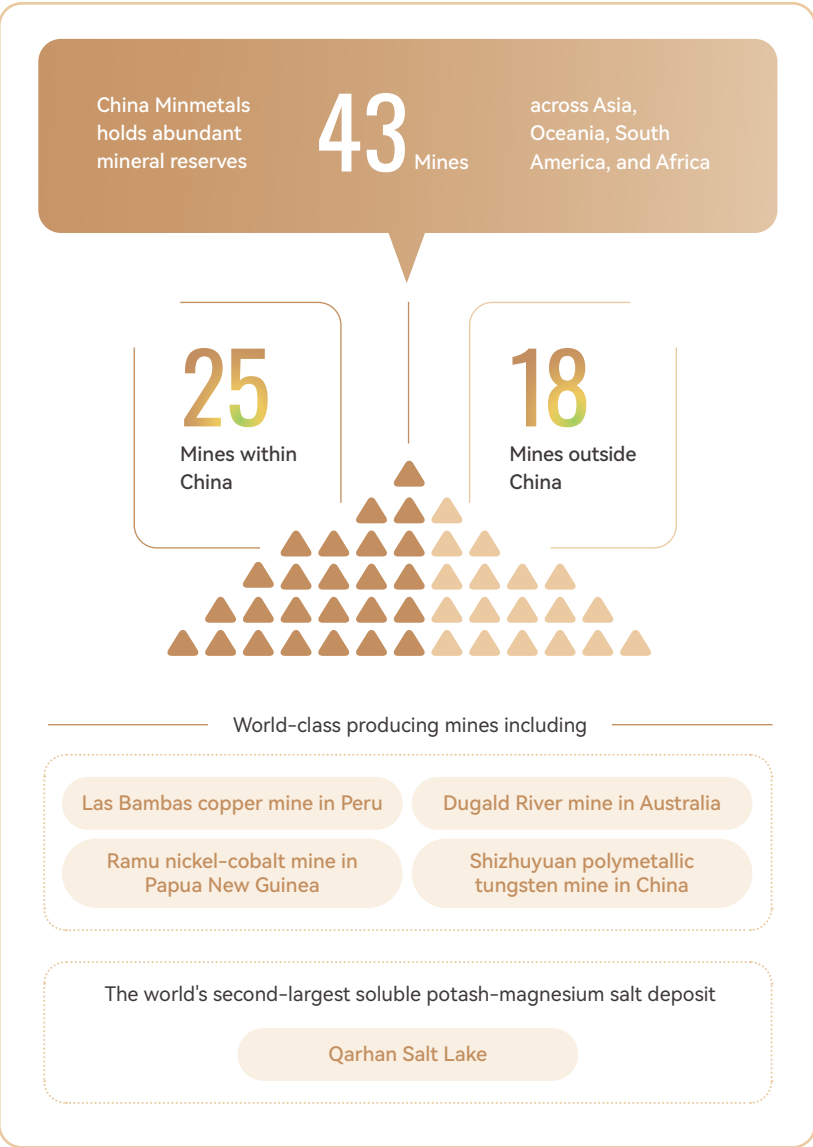 China Minmetals
holds abundant
mineral reserves
43 Mines
across Asia,
Oceania, South
America, and Africa
25
Mines within
China
18
Mines outside
China
World-class producing mines including
Las Bambas copper mine in Peru
Dugald River mine in Australia
Ramu nickel-cobalt mine in
Papua New Guinea
Shizhuyuan polymetallic
tungsten mine in China
The world's second-largest soluble potash-magnesium salt deposit
Qarhan Salt Lake